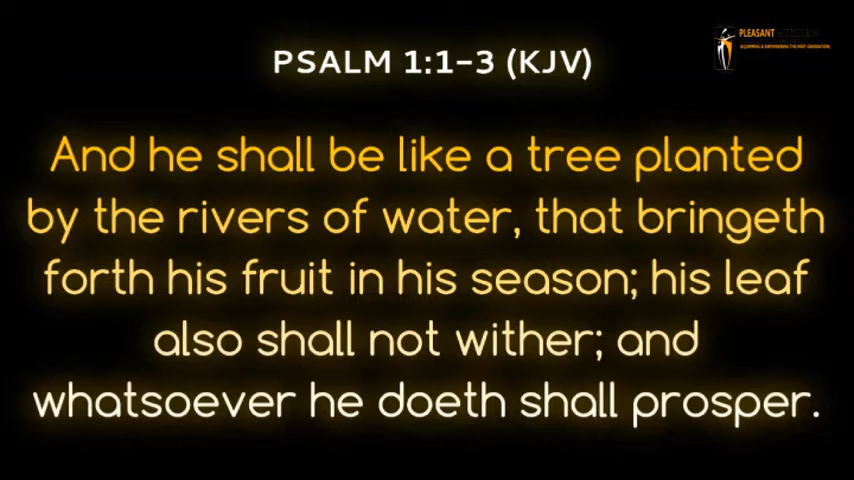 PSALM 1:1-3 (KJV)
PLEASANT
And he shall be like a tree planted
by the rivers of water, that bringeth
forth his fruit in his season; his leaf
also shall not wither; and
whatsoever he doeth shall prosper.